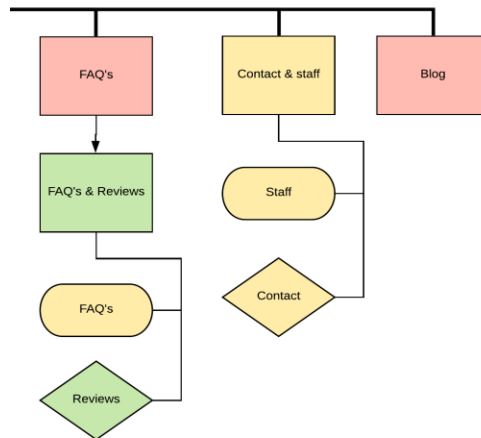 FAQ's
Contact & staff
Blog
FAQ's & Reviews
Staff
FAQ's
Contact
Reviews